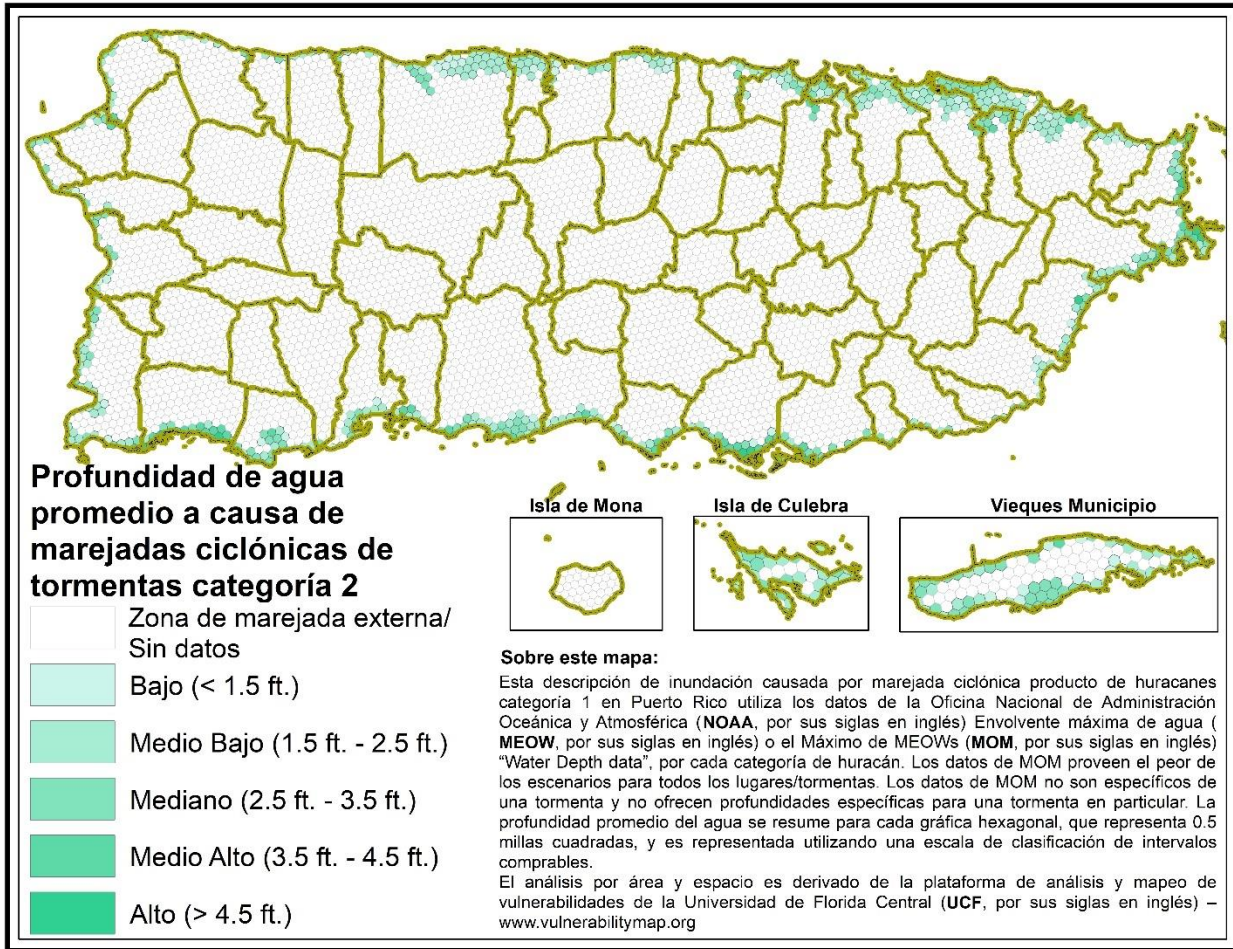 Profundidad de agua
promedio a causa de
marejadas ciclónicas de
tormentas categoría 2
Zona de marejada externa/
Sin datos
Bajo (< 1.5 ft.)
Medio Bajo (1.5 ft. - 2.5 ft.)
Mediano (2.5 ft. - 3.5 ft.)
Medio Alto (3.5 ft. - 4.5 ft.)
Alto (> 4.5 ft.)
Isla de Mona
Isla de Culebra
Vieques Municipio
Sobre este mapa:
Esta descripción de inundación causada por marejada ciclónica producto de huracanes
categoría 1 en Puerto Rico utiliza los datos de la Oficina Nacional de Administración
Oceánica y Atmosférica (NOAA, por sus siglas en inglés) Envolvente máxima de agua (
MEOW, por sus siglas en inglés) o el Máximo de MEOWs (MOM, por sus siglas en inglés)
“Water Depth data”, por cada categoría de huracán. Los datos de MOM proveen el peor de
los escenarios para todos los lugares/tormentas. Los datos de MOM no son específicos de
una tormenta y no ofrecen profundidades específicas para una tormenta en particular. La
profundidad promedio del agua se resume para cada gráfica hexagonal, que representa 0.5
millas cuadradas, y es representada utilizando una escala de clasificación de intervalos
comprables.
El análisis por área y espacio es derivado de la plataforma de análisis y mapeo de
vulnerabilidades de la Universidad de Florida Central (UCF, por sus siglas en inglés) –
www.vulnerabilitymap.org